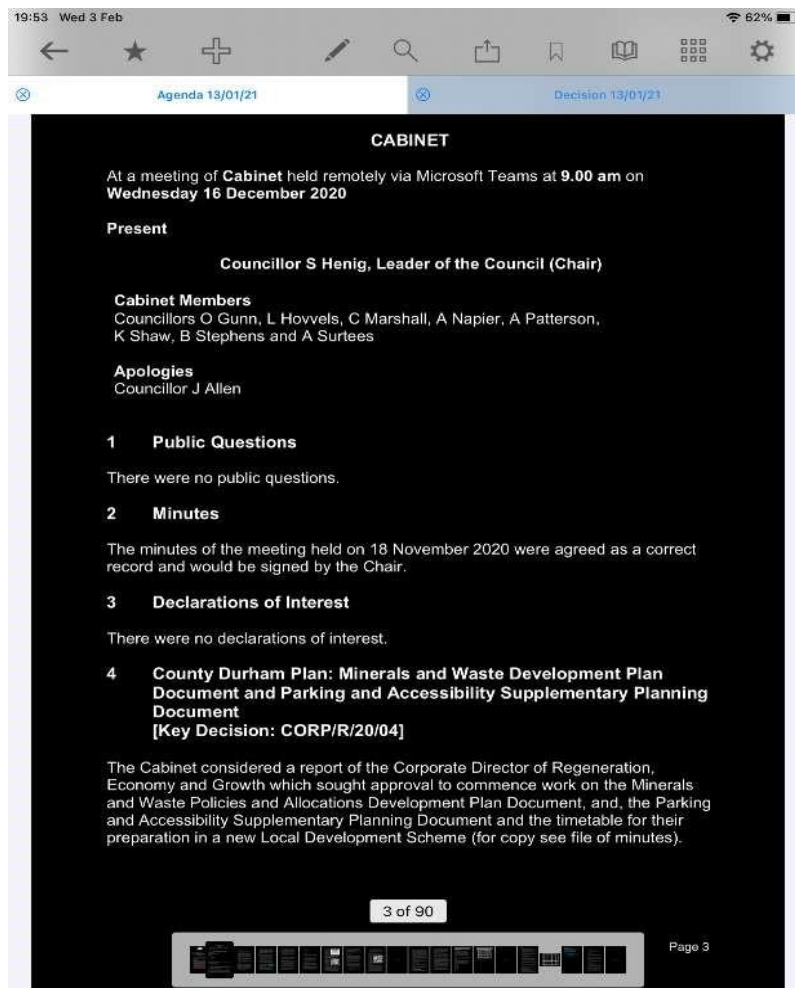 19:53 Wed 3 Feb
62%
Agenda 13/01/21
Decision 13/01/21
CABINET
At a meeting of Cabinet held remotely via Microsoft Teams at 9.00 am on
Wednesday 16 December 2020
Present
Councillor S Henig, Leader of the Council (Chair)
Cabinet Members
Councillors O Gunn, L Hovvels, C Marshall, A Napier, A Patterson,
K Shaw, B Stephens and A Surtees
Apologies
Councillor J Allen
1 Public Questions
There were no public questions.
2 Minutes
The minutes of the meeting held on 18 November 2020 were agreed as a correct
record and would be signed by the Chair.
3 Declarations of Interest
There were no declarations of interest.
4 County Durham Plan: Minerals and Waste Development Plan
Document and Parking and Accessibility Supplementary Planning
Document
[Key Decision: CORP/R/20/04]
The Cabinet considered a report of the Corporate Director of Regeneration,
Economy and Growth which sought approval to commence work on the Minerals
and Waste Policies and Allocations Development Plan Document, and, the Parking
and Accessibility Supplementary Planning Document and the timetable for their
preparation in a new Local Development Scheme (for copy see file of minutes).
3 of 90
Page 3